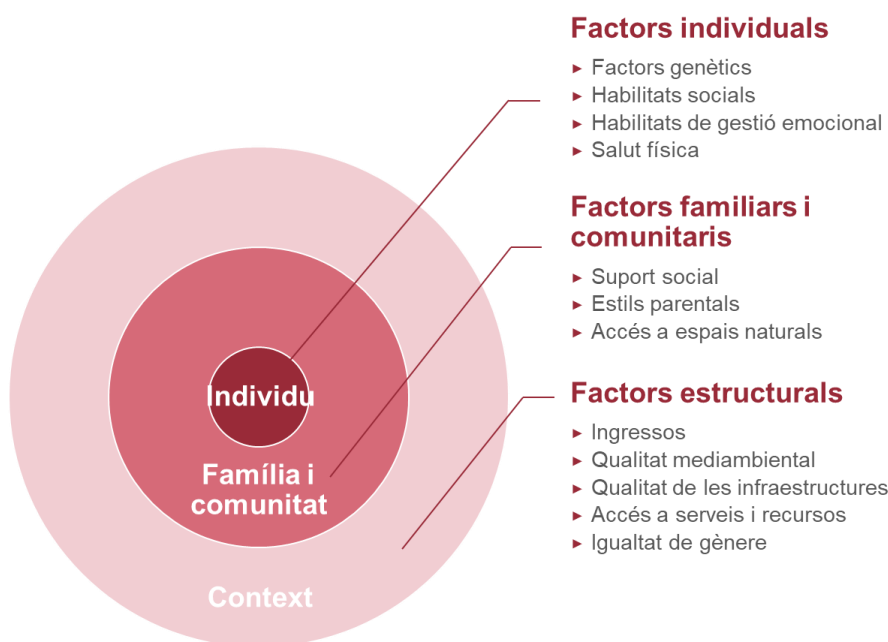 Factors individuals
► Factors genètics
► Habilitats socials
► Habilitats de gestió emocional
► Salut física
Factors familiars i
comunitaris
► Suport social
► Estils parentals
► Accés a espais naturals
Factors estructurals
► Ingressos
► Qualitat mediambiental
► Qualitat de les infraestructures
► Accés a serveis i recursos
► Igualtat de gènere
Individu
Família i
comunitat
Context